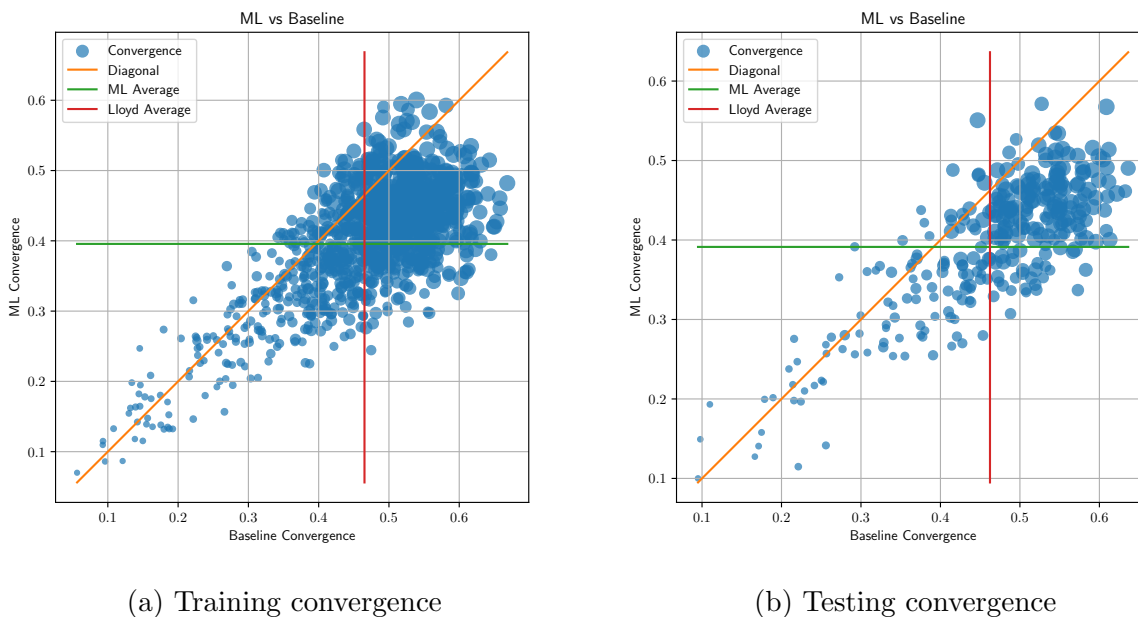 ML vs Baseline
Convergence
Diagonal
ML Average
Lloyd Average
0.6
0.5
0.4
0.3
0.2
0.1
ML Convergence
0.1 0.2 0.3 0.4 0.5 0.6
Baseline Convergence
(a) Training convergence
ML vs Baseline
Convergence
Diagonal
ML Average
Lloyd Average
0.6
0.5
0.4
0.3
0.2
0.1
ML Convergence
0.1 0.2 0.3 0.4 0.5 0.6
Baseline Convergence
(b) Testing convergence